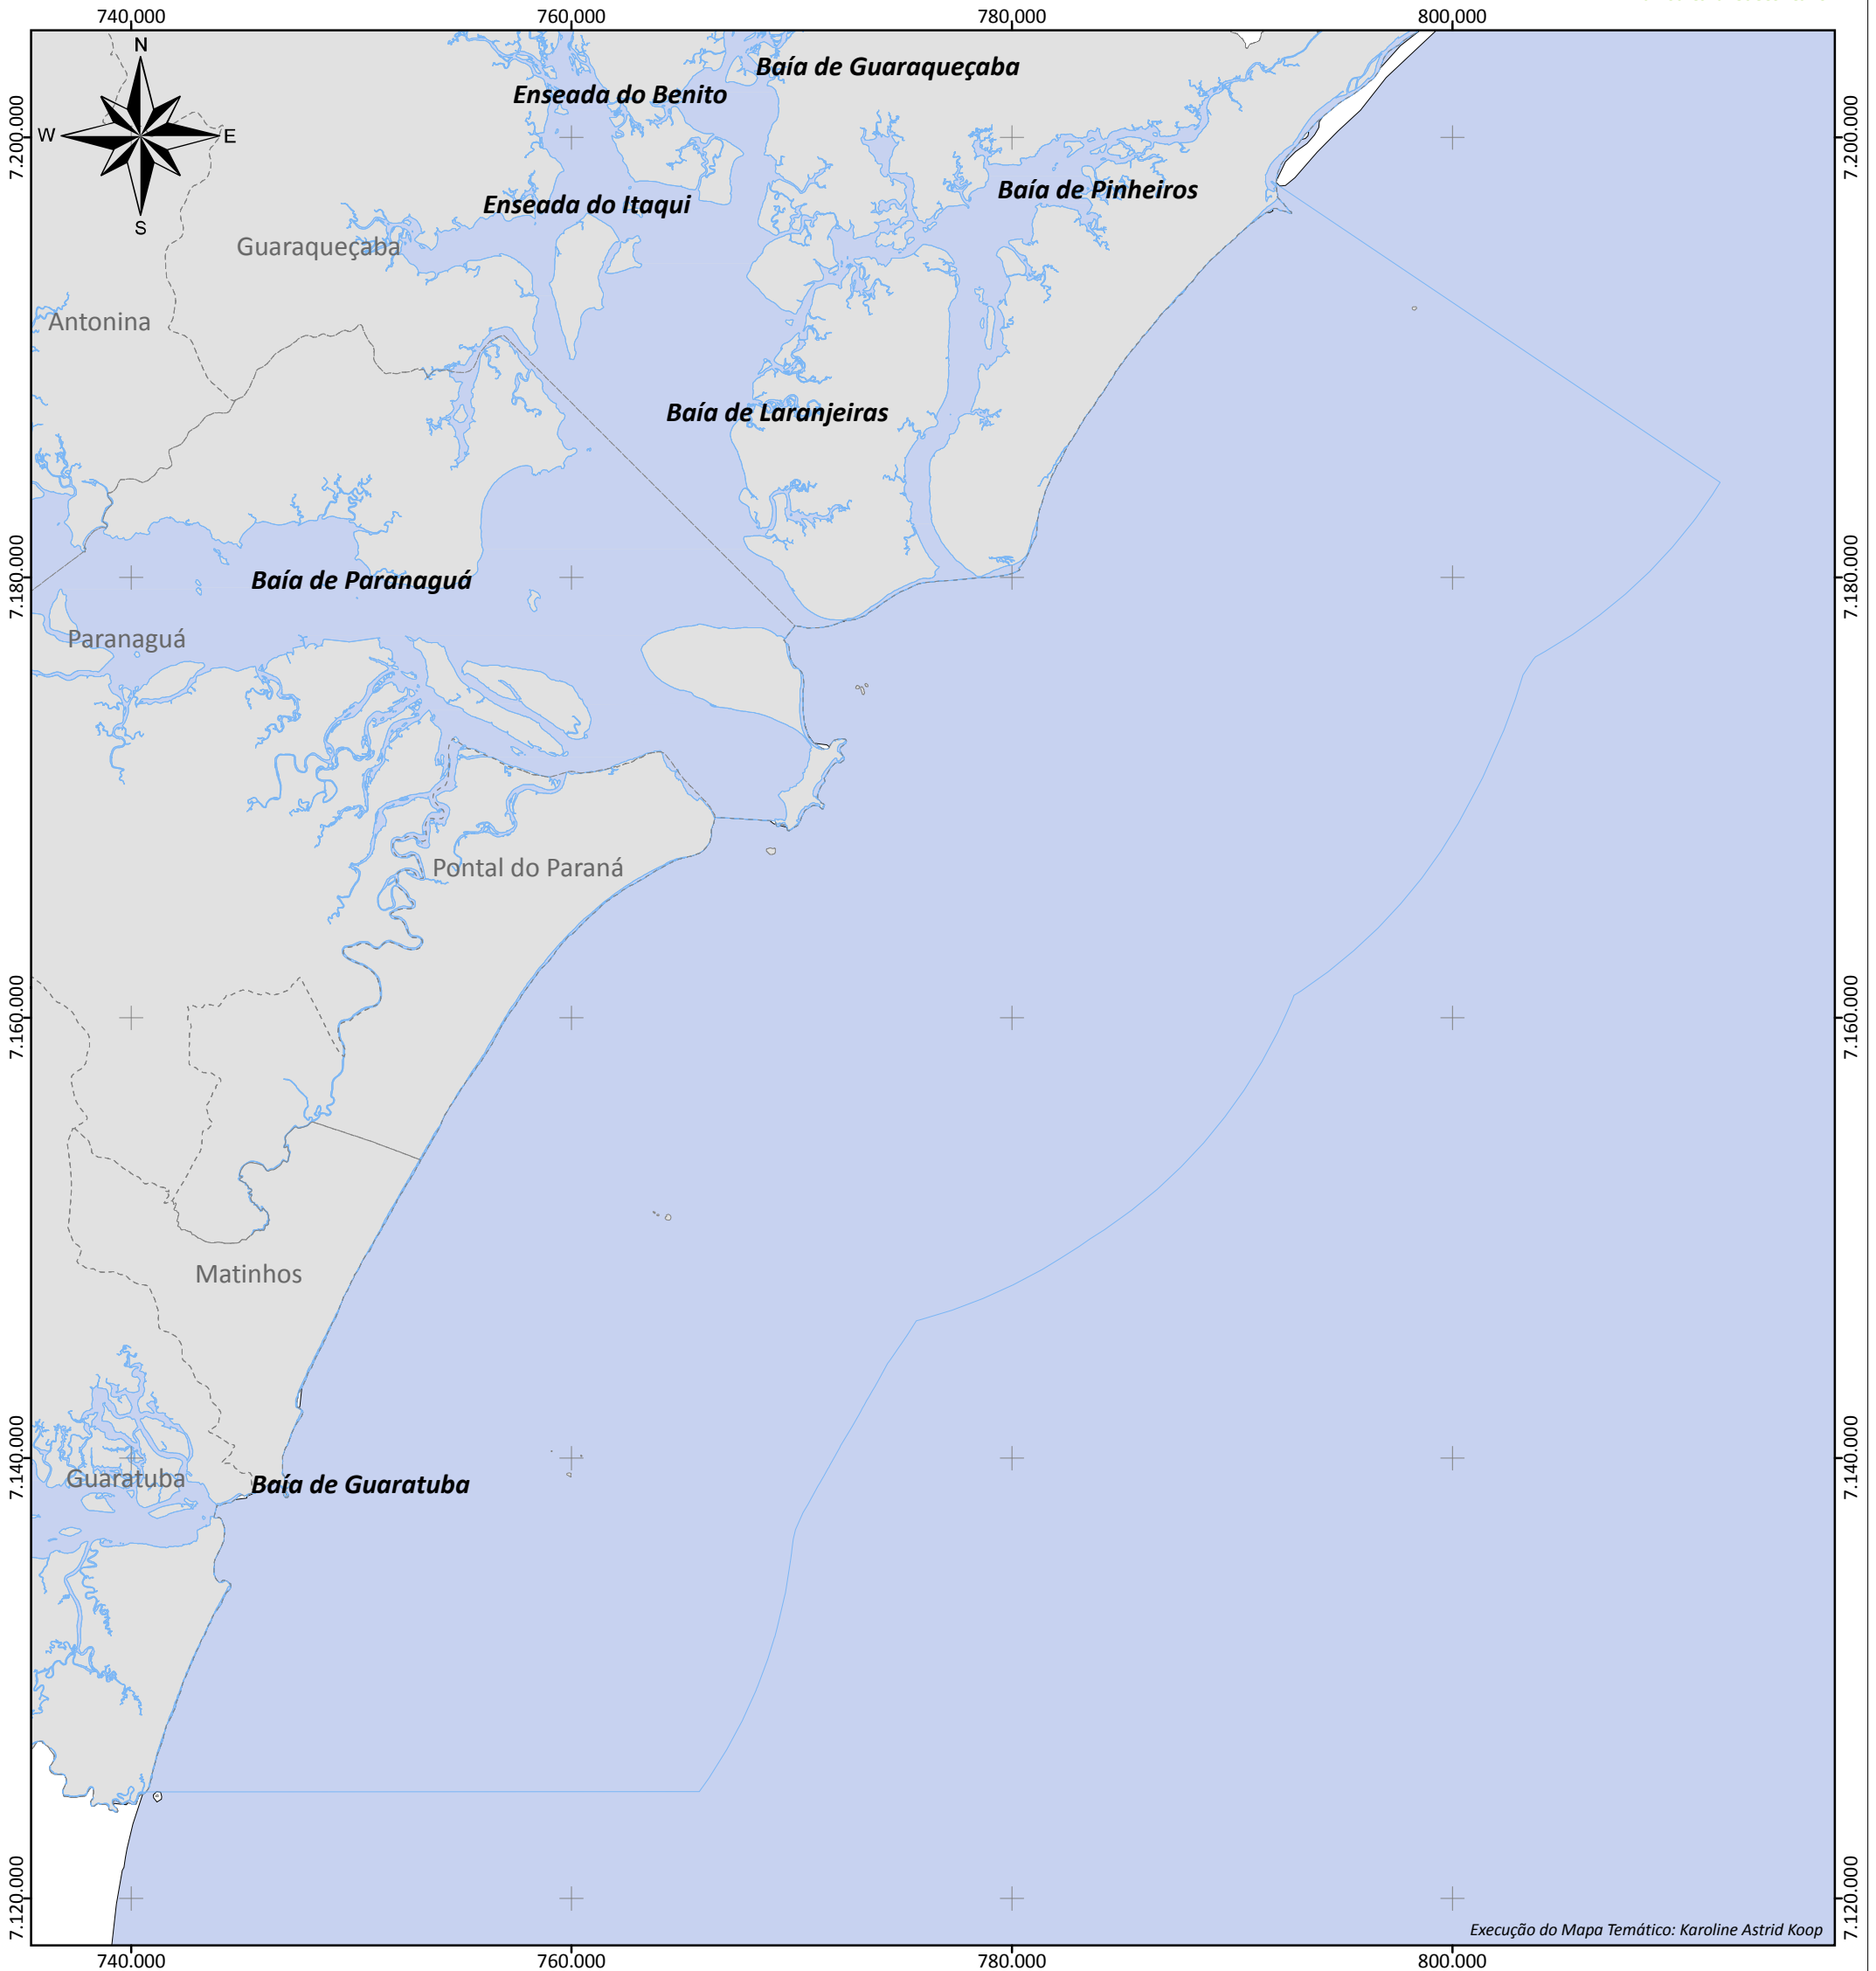 740.000
760.000
780.000
800.000
N
W
E
S
7.200.000
7.200.000
Baía de Guaraqueçaba
Enseada do Benito
Baía de Pinheiros
Enseada do Itaqui
Guaraqueçaba
Antonina
Baía de Laranjeiras
7.180.000
7.180.000
Baía de Paranaguá
Paranaguá
Pontal do Paraná
7.160.000
7.160.000
Matinhos
7.140.000
7.140.000
Guaratuba
Baía de Guaratuba
7.120.000
7.120.000
Execução do Mapa Temático: Karoline Astrid Koop
740.000
760.000
780.000
800.000